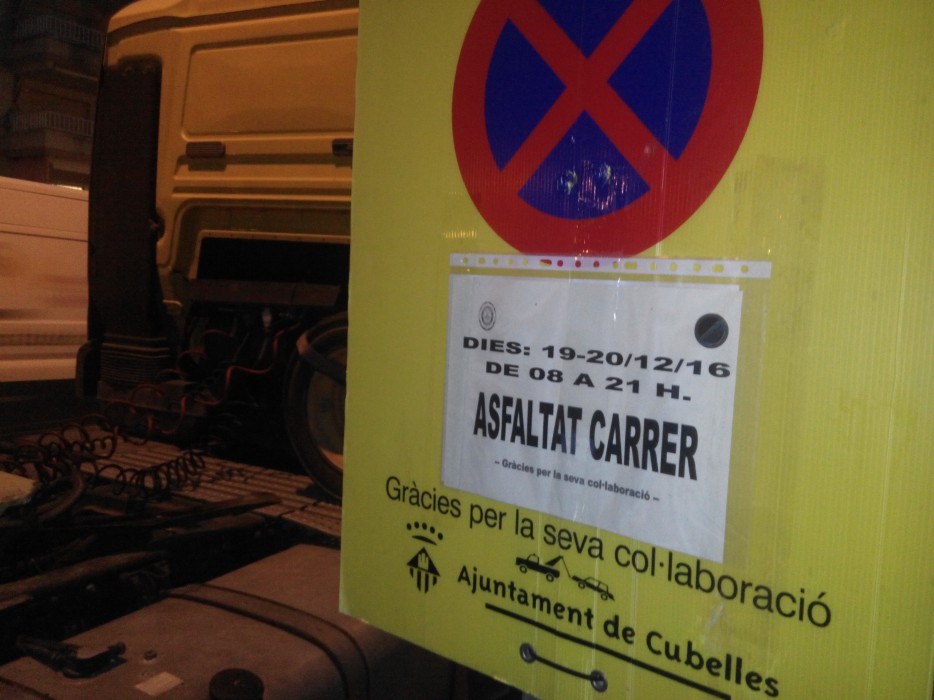 DIES: 19-20/12/16
DE 08 A 21 H.
ASFALTAT CARRER
– Gràcies per la seva col·laboració –
Gràcies per la seva col·laboració
Ajuntament de Cubelles